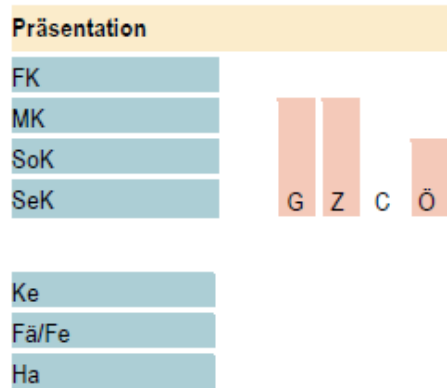 Präsentation
FK
MK
SoK
SeK
G Z C Ö
Ke
Fä/Fe
Ha